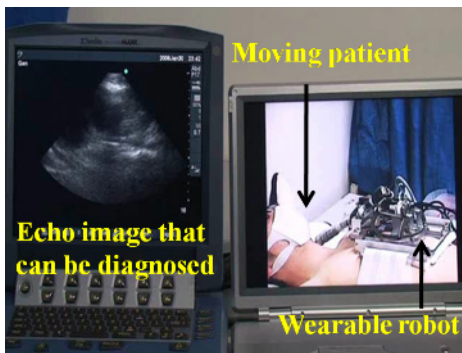 Moving patient
Echo image that
can be diagnosed
Wearable robot